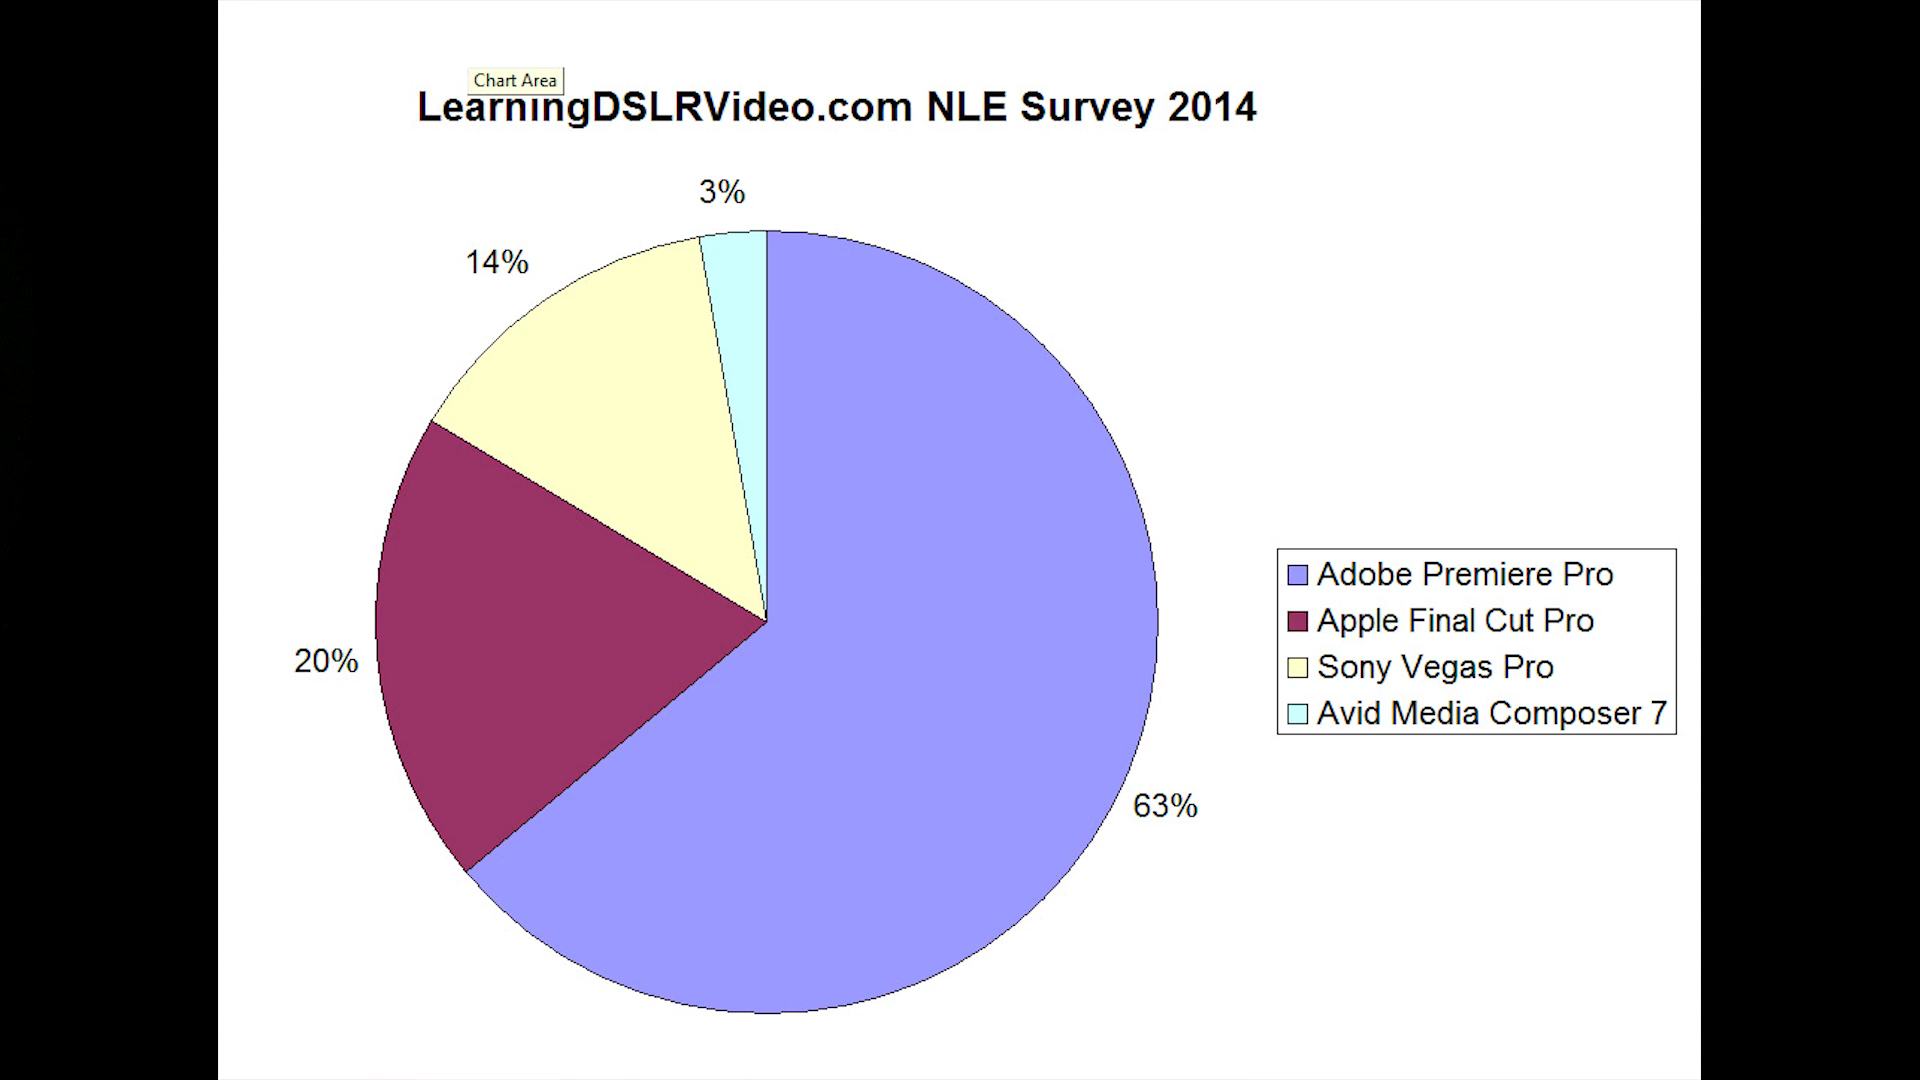 Chart Area
LearningDSLRVideo.com NLE Survey 2014
3%
14%
20%
63%
Adobe Premiere Pro
Apple Final Cut Pro
Sony Vegas Pro
Avid Media Composer 7